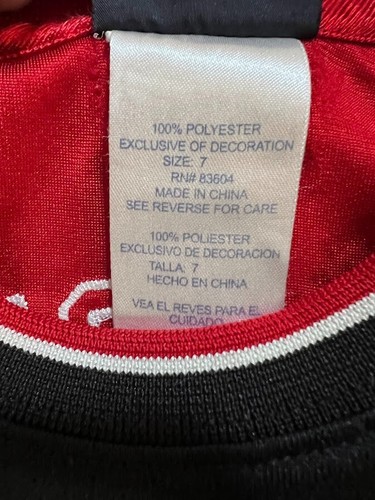 100% POLYESTER
EXCLUSIVE OF DECORATION
SIZE: 7
RN# 83604
MADE IN CHINA
SEE REVERSE FOR CARE
100% POLIESTER
EXCLUSIVO DE DECORACION
TALLA: 7
HECHO EN CHINA
VEA EL REVES PARA EL
CUIDADO